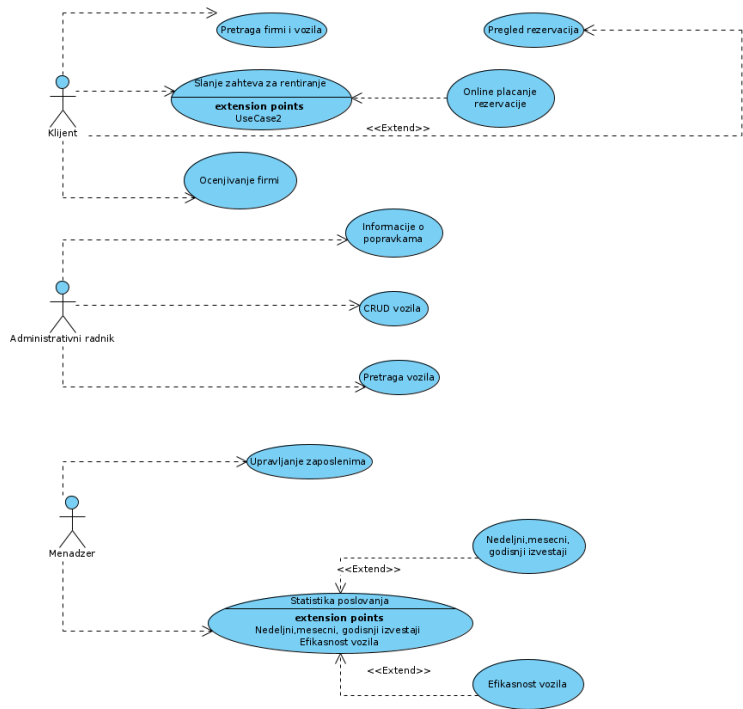 Pretraga firmi i vozila
Pregled rezervacija
Slanje zahteva za rentiranje
extension points
UseCase2
Online placanje
rezervacije
<<Extend>>
Klijent
Ocenjivanje firmi
Informacije o
popravkama
CRUD vozila
Administrativni radnik
Pretraga vozila
Upravljanje zaposlenima
Menadzer
Nedeljni,mesecni,
godisnji izvestaji
<<Extend>>
Statistika poslovanja
extension points
Nedeljni,mesecni, godisnji izvestaji
Efikasnost vozila
<<Extend>>
Efikasnost vozila